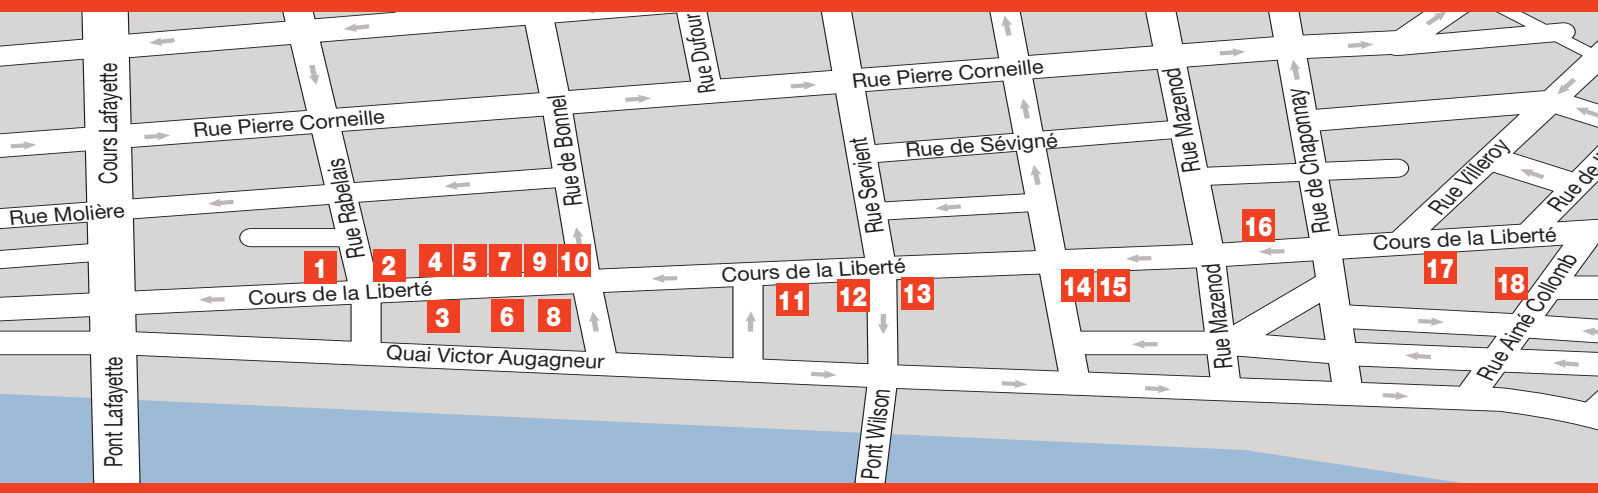 Rue Dufour
Rue Pierre Corneille
Cours Lafayette
Rue Pierre Corneille
Rue de Bonnel
Rue Mazenod
Rue de Chaponnay
Rue de Sévigné
Rue Servient
Rue Villeroy
Rue de
Rue Rabelais
Rue Molière
16
Cours de la Liberté
1
2
4
5
7
9
10
Cours de la Liberté
17
18
Cours de la Liberté
14
15
11
12
13
3
6
8
Rue Mazenod
Rue Aimé Collomb
Quai Victor Augagneur
Pont Lafayette
Pont Wilson